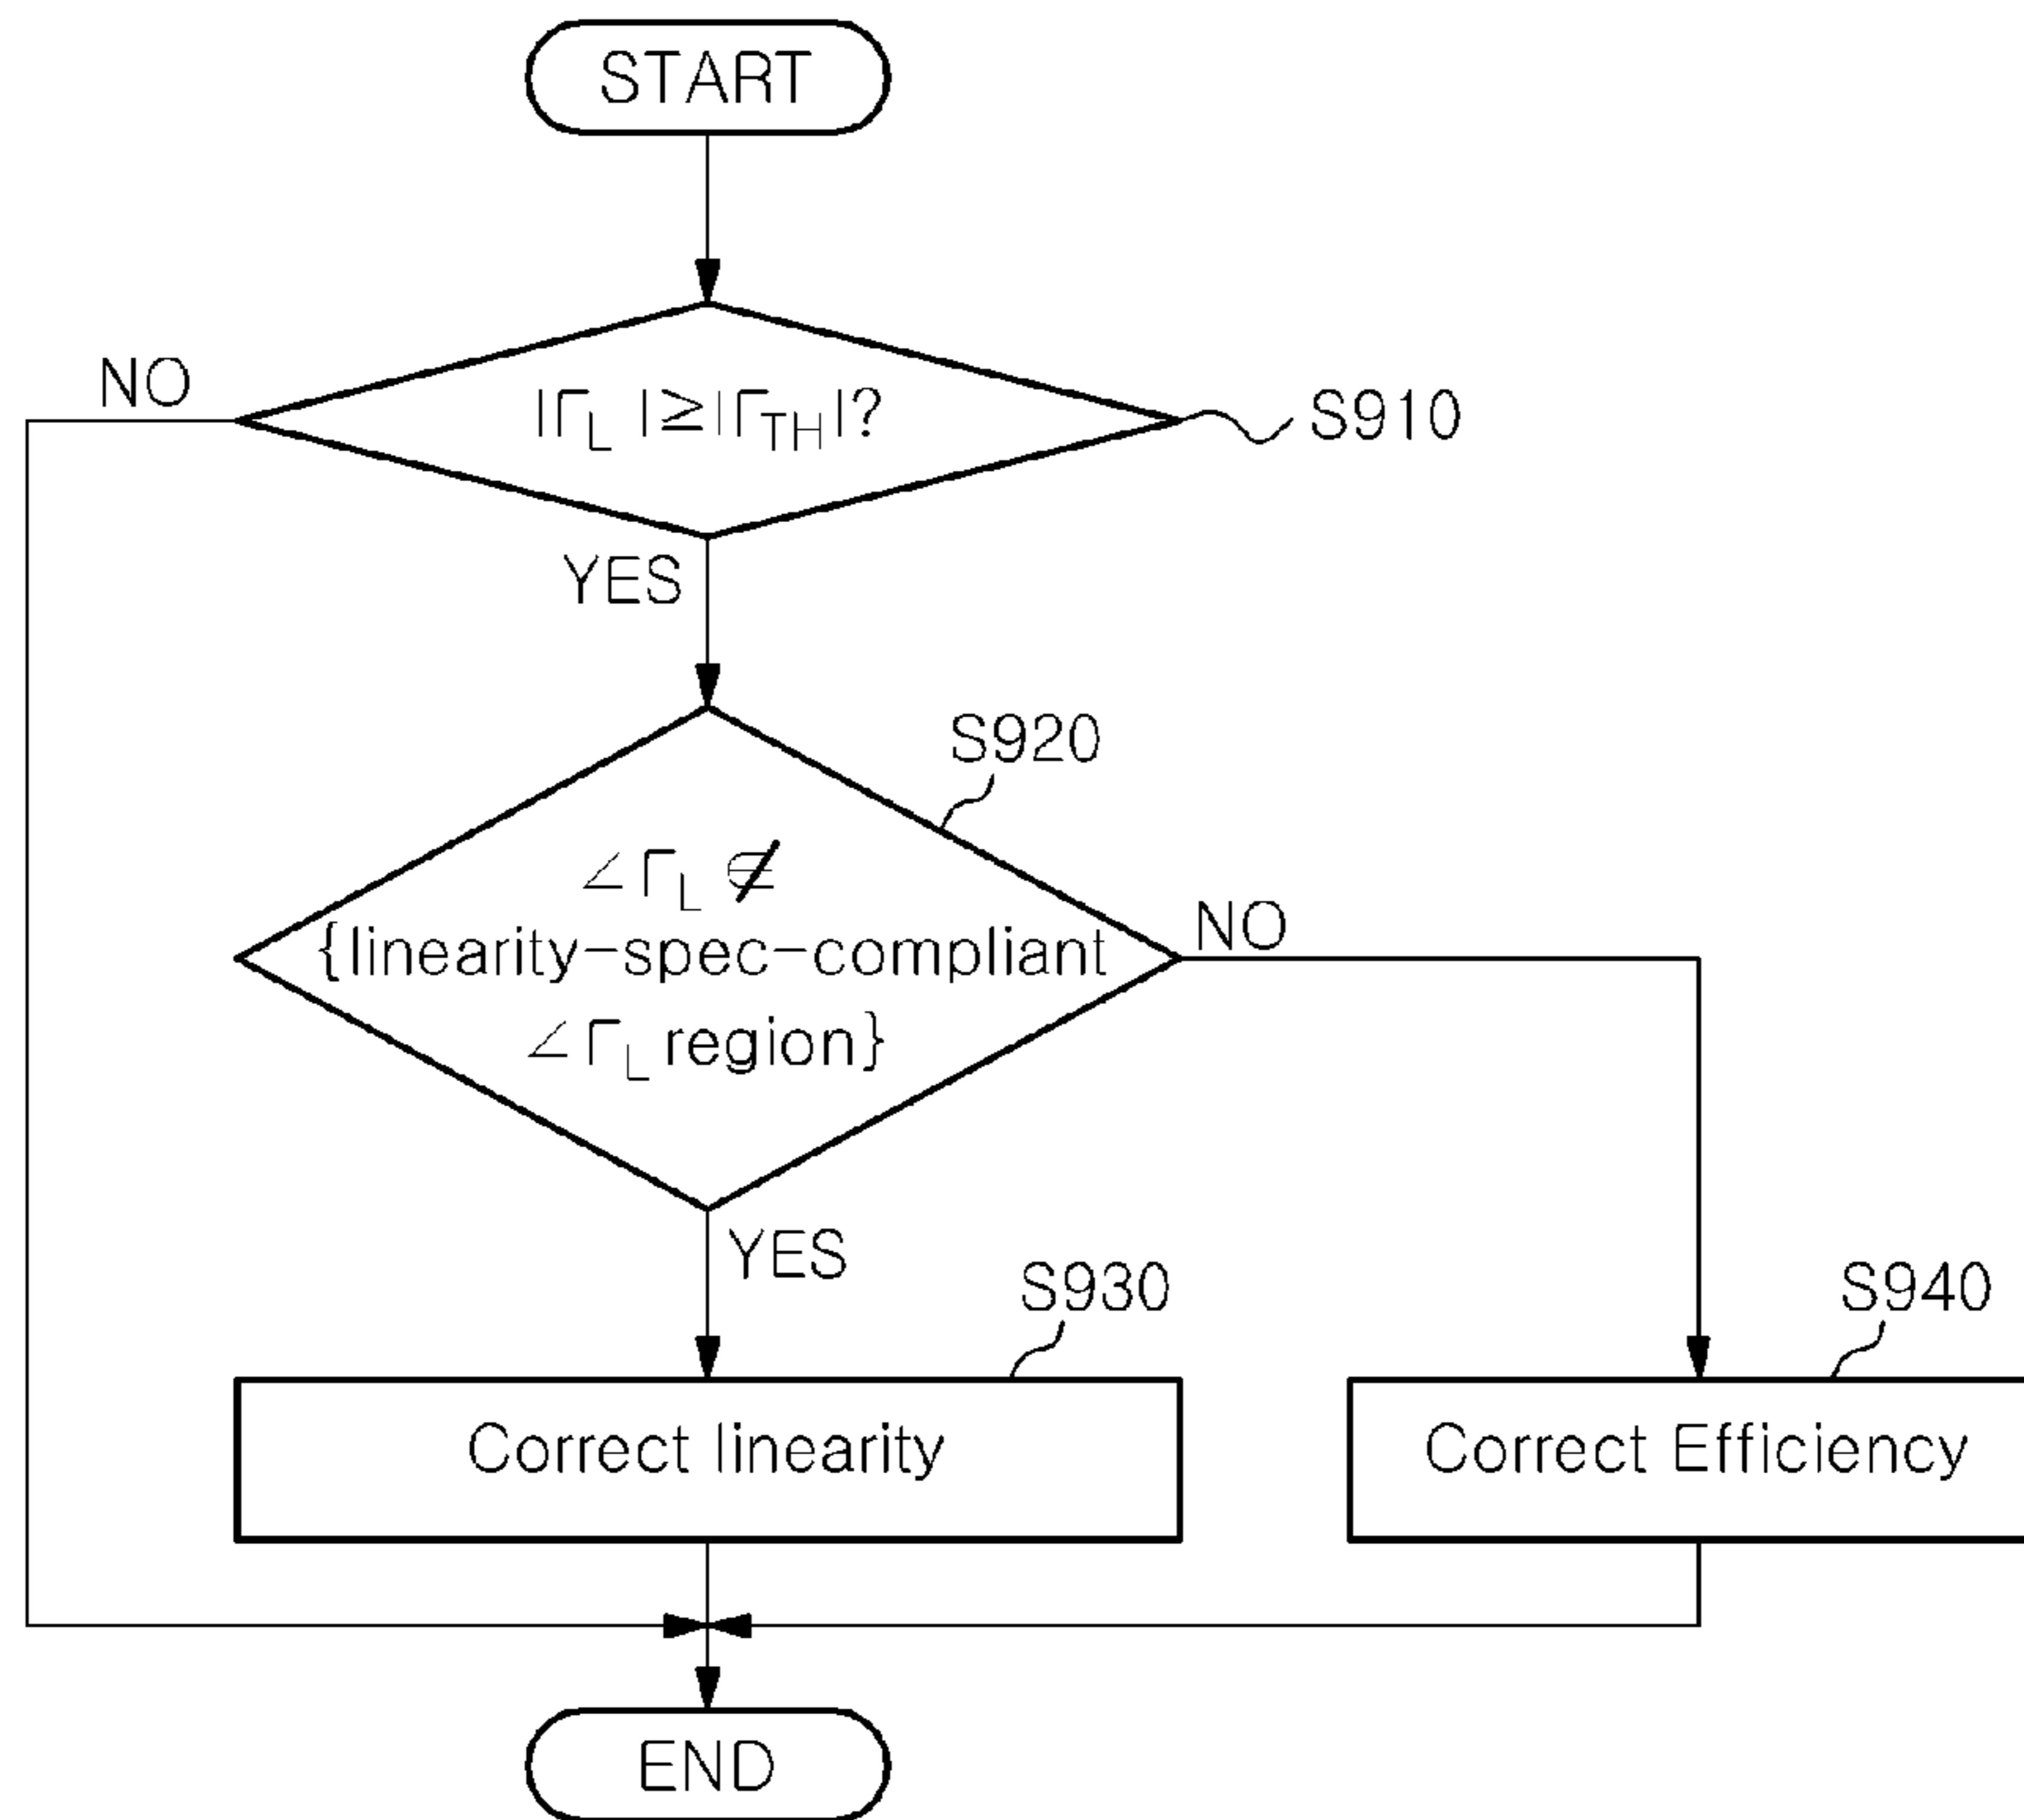 START
NO
|Γ_L| ≧ |Γ_TH|?
S910
YES
S920
∠Γ_L ∉
{linearity-spec-compliant
∠Γ_L region}
NO
YES
S930
S940
Correct linearity
Correct Efficiency
END